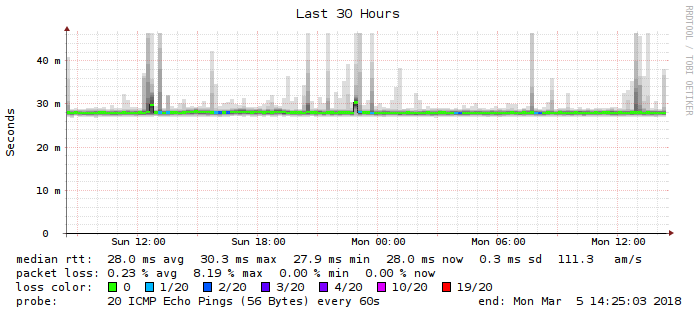 Last 30 Hours
RRDTOOL / TOBI OETIKER
Seconds
40 m
30 m
20 m
10 m
0
Sun 12:00 Sun 18:00 Mon 00:00 Mon 06:00 Mon 12:00
median rtt: 28.0 ms avg 30.3 ms max 27.9 ms min 28.0 ms now 0.3 ms sd 111.3 am/s
packet loss: 0.23 % avg 8.19 % max 0.00 % min 0.00 % now
loss color: 0 1/20 2/20 3/20 4/20 10/20 19/20
probe: 20 ICMP Echo Pings (56 Bytes) every 60s end: Mon Mar 5 14:25:03 2018